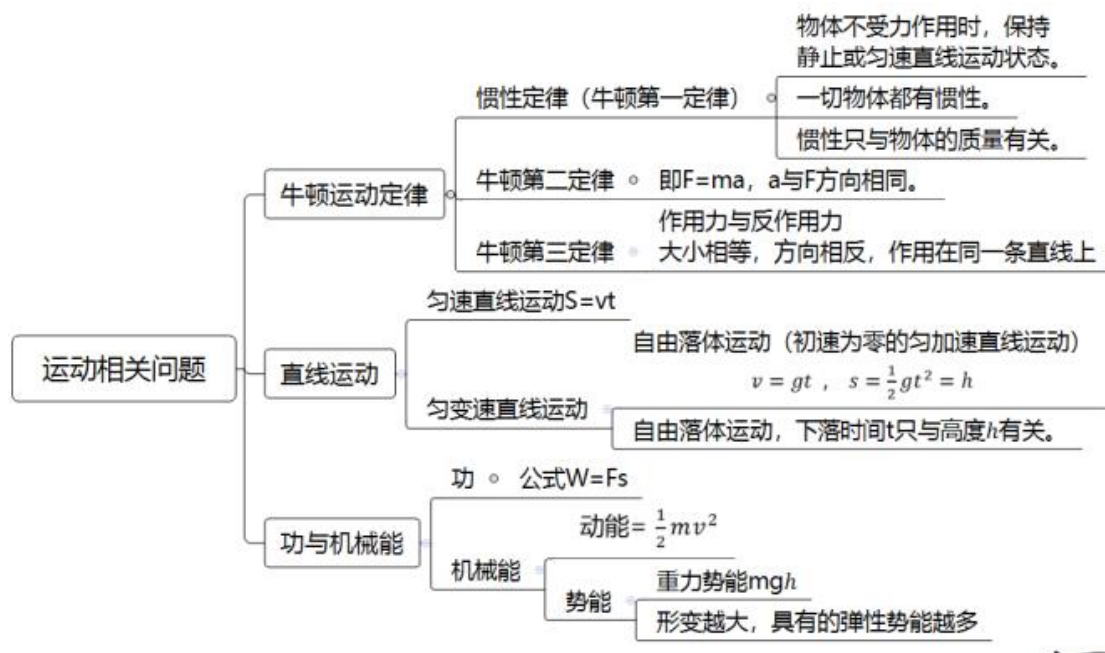 运动相关问题
牛顿运动定律
惯性定律（牛顿第一定律）
物体不受力作用时，保持
静止或匀速直线运动状态。
一切物体都有惯性。
惯性只与物体的质量有关。
牛顿第二定律
即F=ma，a与F方向相同。
牛顿第三定律
作用力与反作用力
大小相等，方向相反，作用在同一条直线上
直线运动
匀速直线运动S=vt
匀变速直线运动
自由落体运动（初速为零的匀加速直线运动）
v = gt ， s = \frac{1}{2}gt² = h
自由落体运动，下落时间t只与高度h有关。
功与机械能
功
公式W=Fs
机械能
动能= \frac{1}{2}mv²
势能
重力势能mgh
形变越大，具有的弹性势能越多